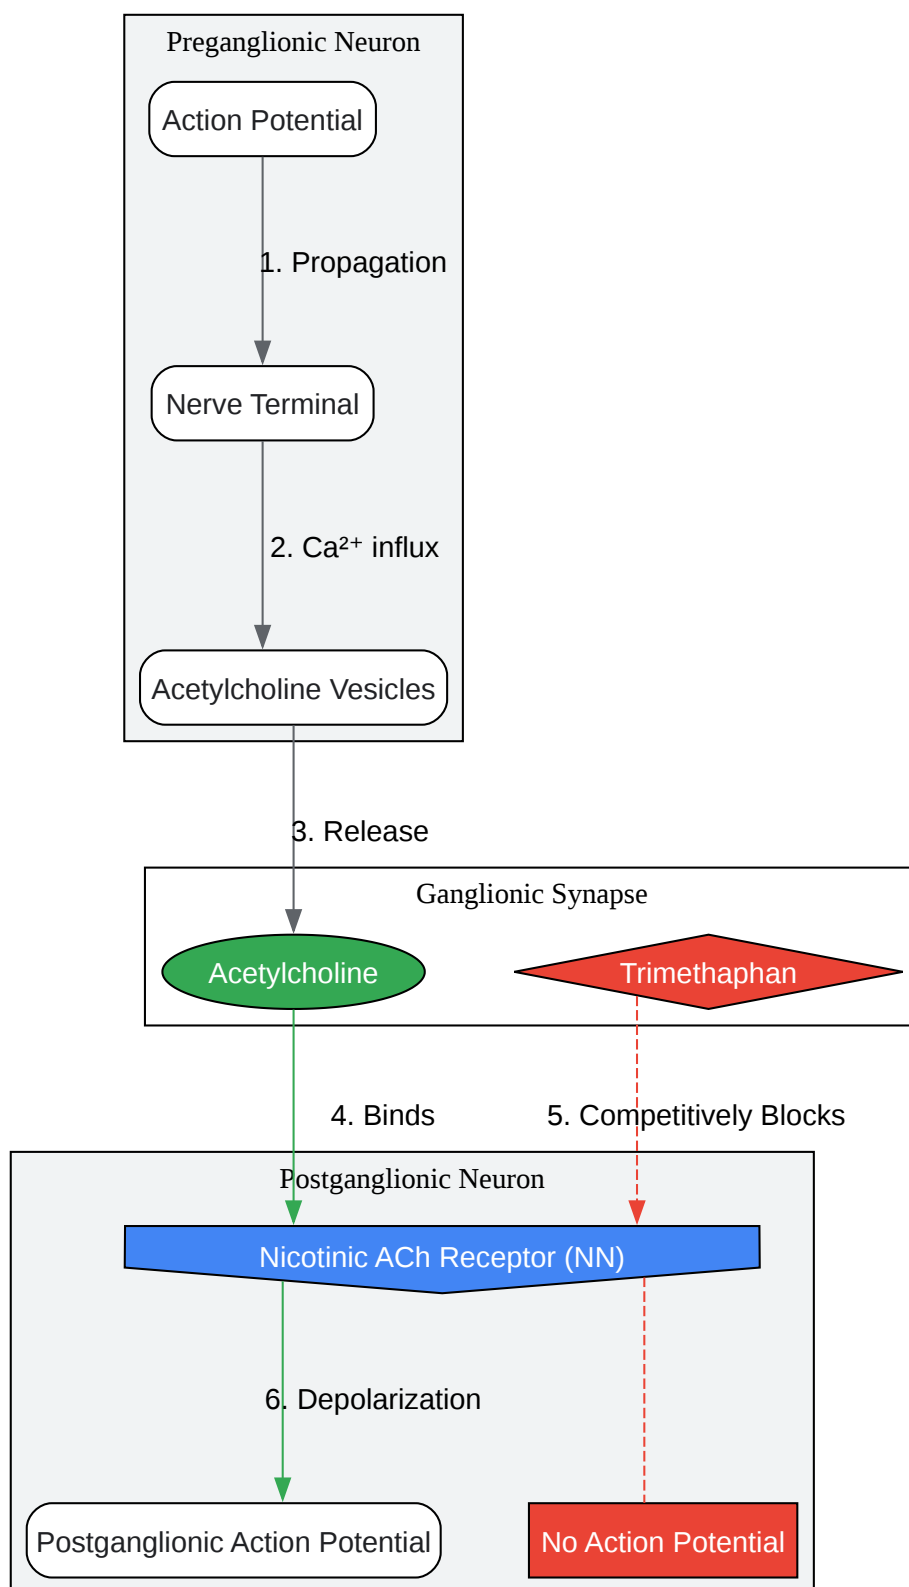 Preganglionic Neuron
Action Potential
1. Propagation
Nerve Terminal
2. Ca²⁺ influx
Acetylcholine Vesicles
3. Release
Ganglionic Synapse
Acetylcholine
Trimethaphan
4. Binds
5. Competitively Blocks
Postganglionic Neuron
Nicotinic ACh Receptor (NN)
6. Depolarization
Postganglionic Action Potential
No Action Potential